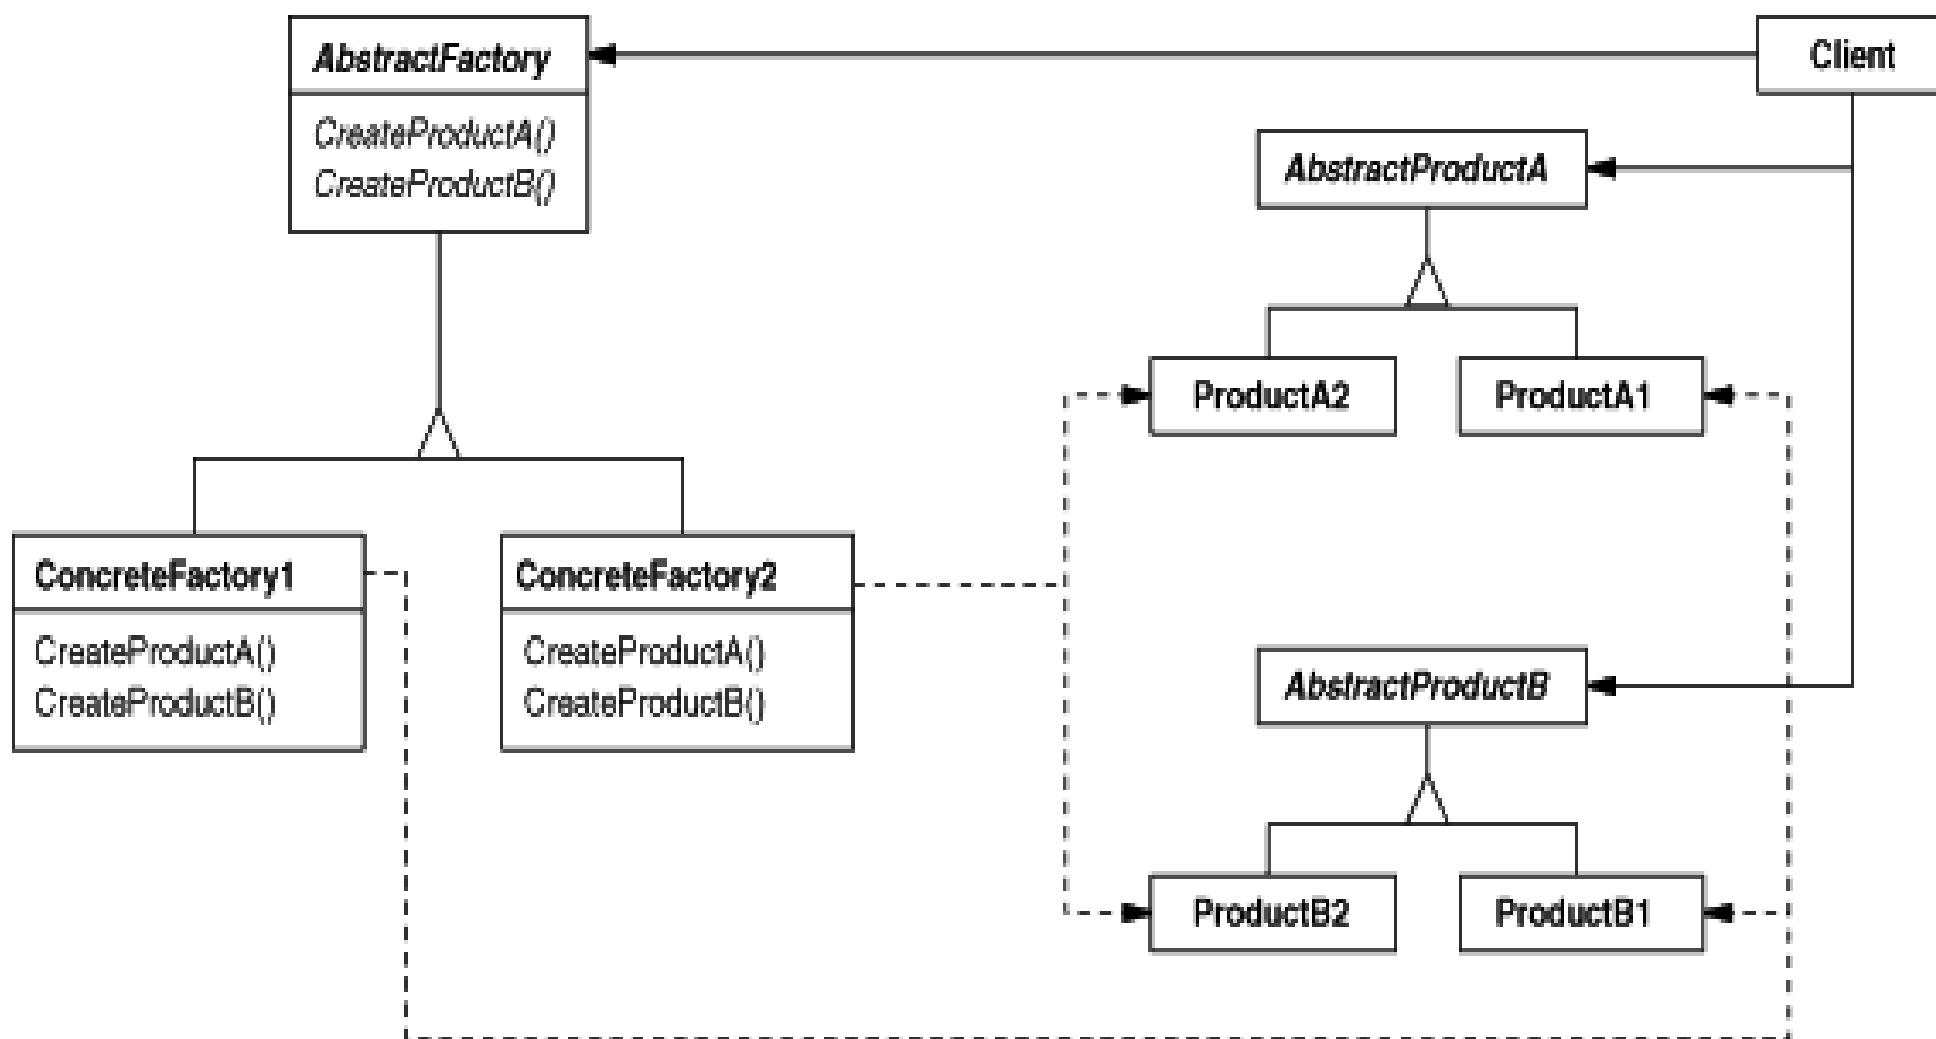 AbstractFactory
CreateProductA()
CreateProductB()
Client
AbstractProductA
ProductA2
ProductA1
ConcreteFactory1
CreateProductA()
CreateProductB()
ConcreteFactory2
CreateProductA()
CreateProductB()
AbstractProductB
ProductB2
ProductB1